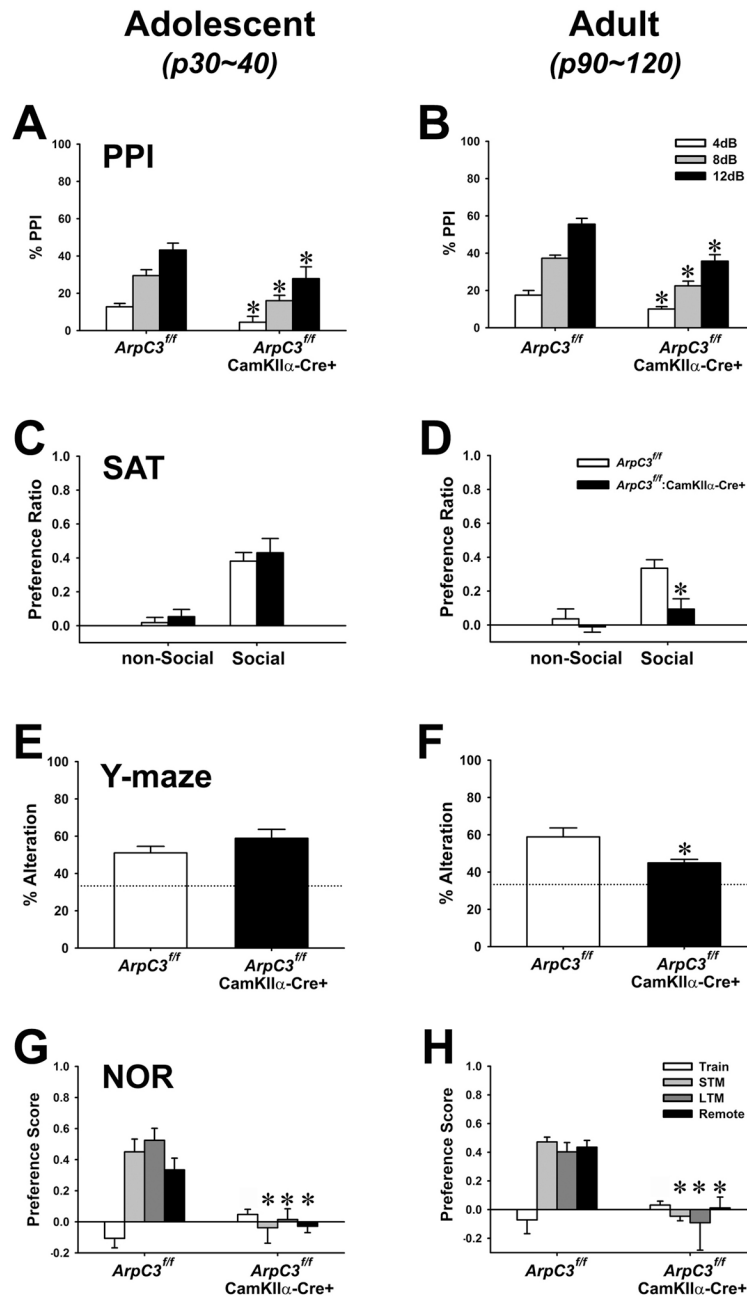 Adolescent
(p30~40)
Adult
(p90~120)
A
PPI
% PPI
100
80
60
40
20
0
* * *
ArpC3f/f
ArpC3f/f
CamKIIα-Cre+
B
4dB
8dB
12dB
% PPI
100
80
60
40
20
0
* * *
ArpC3f/f
ArpC3f/f
CamKIIα-Cre+
C
SAT
Preference Ratio
1.0
0.8
0.6
0.4
0.2
0.0
non-Social Social
D
ArpC3f/f
ArpC3f/f:CamKIIα-Cre+
Preference Ratio
1.0
0.8
0.6
0.4
0.2
0.0
*
non-Social Social
E
Y-maze
% Alteration
100
80
60
40
20
0
ArpC3f/f
ArpC3f/f
CamKIIα-Cre+
F
% Alteration
100
80
60
40
20
0
*
ArpC3f/f
ArpC3f/f
CamKIIα-Cre+
G
NOR
Preference Score
1.0
0.8
0.6
0.4
0.2
0.0
-0.2
* * *
ArpC3f/f
ArpC3f/f
CamKIIα-Cre+
H
Train
STM
LTM
Remote
Preference Score
1.0
0.8
0.6
0.4
0.2
0.0
-0.2
* * *
ArpC3f/f
ArpC3f/f
CamKIIα-Cre+